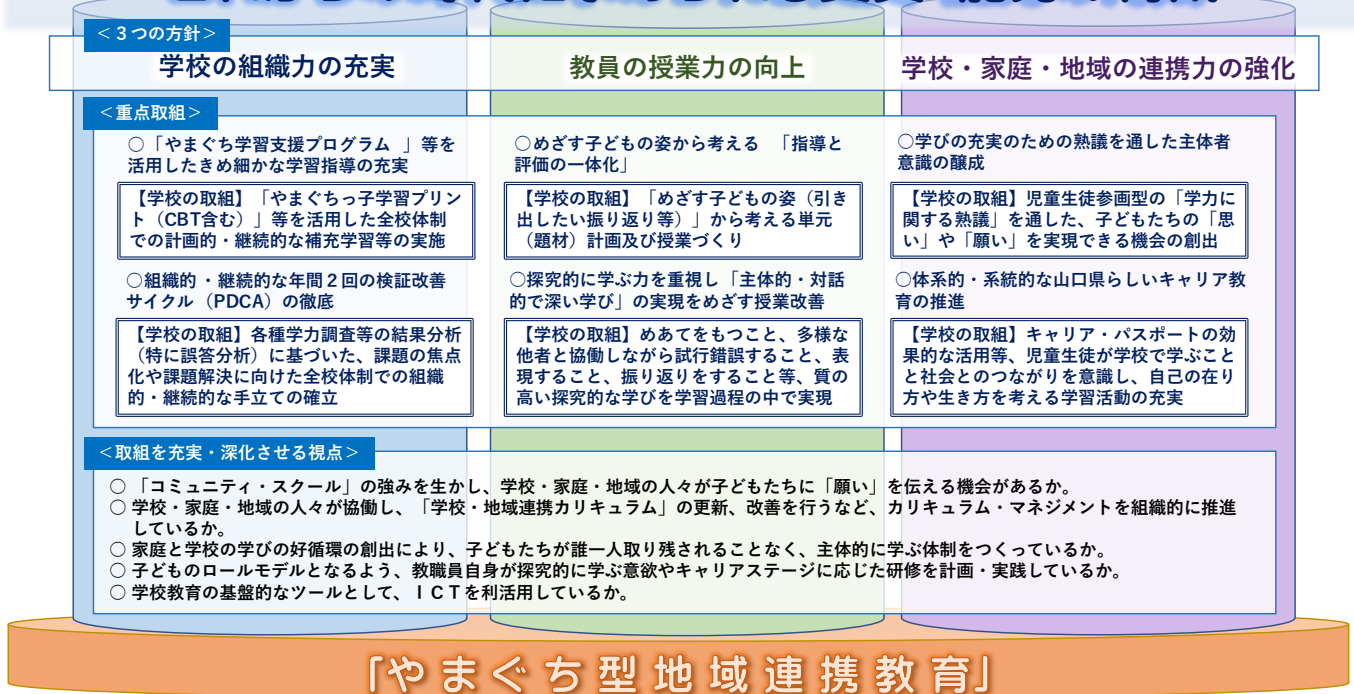 ＜３つの方針＞
学校の組織力の充実
教員の授業力の向上
学校・家庭・地域の連携力の強化
＜重点取組＞
○「やまぐち学習支援プログラム　」等を
活用したきめ細かな学習指導の充実
【学校の取組】「やまぐちっ子学習プリン
ト（CBT含む）」等を活用した全校体制
での計画的・継続的な補充学習等の実施
○組織的・継続的な年間２回の検証改善
サイクル（PDCA）の徹底
【学校の取組】各種学力調査等の結果分析
（特に誤答分析）に基づいた、課題の焦点
化や課題解決に向けた全校体制での組織
的・継続的な手立ての確立
○めざす子どもの姿から考える　「指導と
評価の一体化」
【学校の取組】「めざす子どもの姿（引き
出したい振り返り等）」から考える単元
（題材）計画及び授業づくり
○探究的に学ぶ力を重視し「主体的・対話
的で深い学び」の実現をめざす授業改善
【学校の取組】めあてをもつこと、多様な
他者と協働しながら試行錯誤すること、表
現すること、振り返りをすること等、質の
高い探究的な学びを学習過程の中で実現
○学びの充実のための熟議を通した主体者
意識の醸成
【学校の取組】児童生徒参画型の「学力に
関する熟議」を通した、子どもたちの「思
い」や「願い」を実現できる機会の創出
○体系的・系統的な山口県らしいキャリア教
育の推進
【学校の取組】キャリア・パスポートの効
果的な活用等、児童生徒が学校で学ぶこと
と社会とのつながりを意識し、自己の在り
方や生き方を考える学習活動の充実
＜取組を充実・深化させる視点＞
○ 「コミュニティ・スクール」の強みを生かし、学校・家庭・地域の人々が子どもたちに「願い」を伝える機会があるか。
○ 学校・家庭・地域の人々が協働し、「学校・地域連携カリキュラム」の更新、改善を行うなど、カリキュラム・マネジメントを組織的に推進
しているか。
○ 家庭と学校の学びの好循環の創出により、子どもたちが誰一人取り残されることなく、主体的に学ぶ体制をつくっているか。
○ 子どものロールモデルとなるよう、教職員自身が探究的に学ぶ意欲やキャリアステージに応じた研修を計画・実践しているか。
○ 学校教育の基盤的なツールとして、ＩＣＴを利活用しているか。
「やまぐち型地域連携教育」